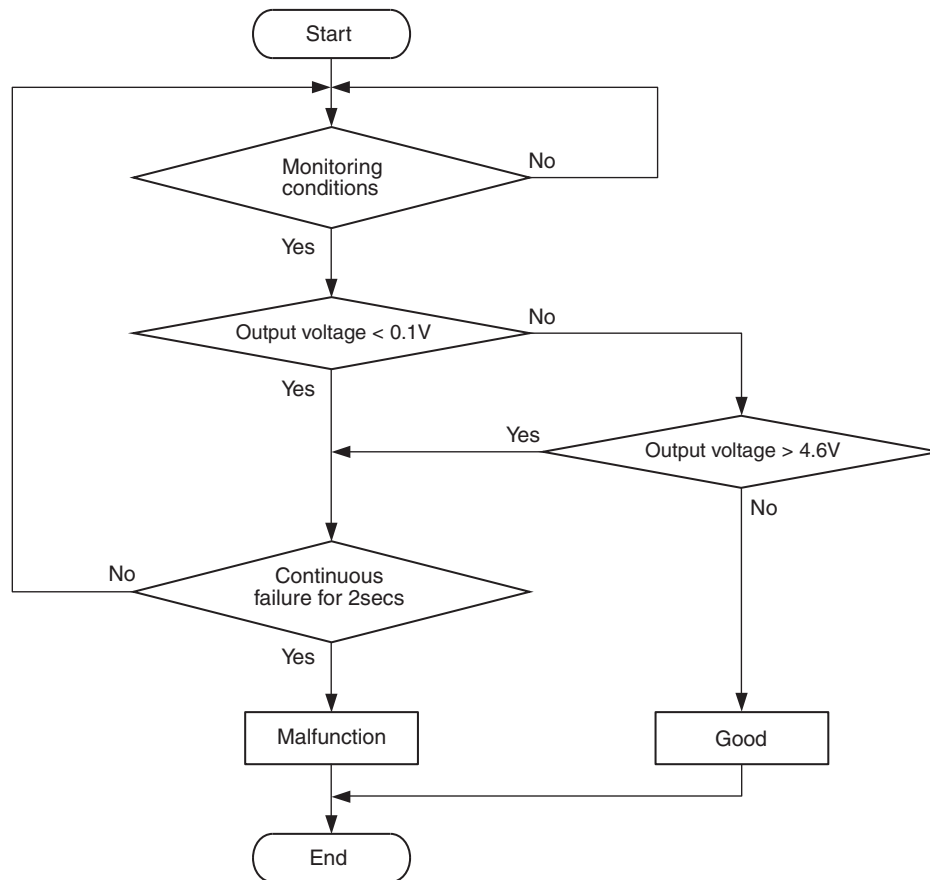 Start
Monitoring
conditions
No
Yes
Output voltage < 0.1V
No
Yes
Yes
Output voltage > 4.6V
No
No
Continuous
failure for 2secs
Yes
Malfunction
Good
End